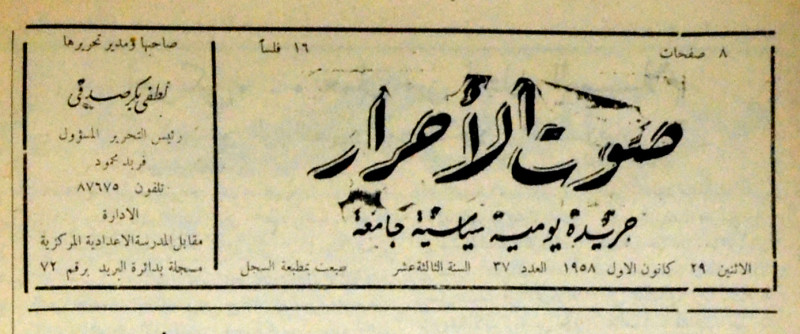 ٨ صفحات
١٦ فلساً
صوت الأحرار
جريدة يومية سياسية جامعة
الاثنين ٢٩ كانون الاول ١٩٥٨ العدد ٣٧ السنة الثالثة عشر طبعت بمطبعة السجل
صاحبها ومدير تحريرها
لطفي بكر صدقي
رئيس التحرير المسؤول
فريد محمود
تلفون ٨٧٦٧٥
الادارة
مقابل المدرسة الاعدادية المركزية
مسجلة بدائرة البريد برقم ٧٢